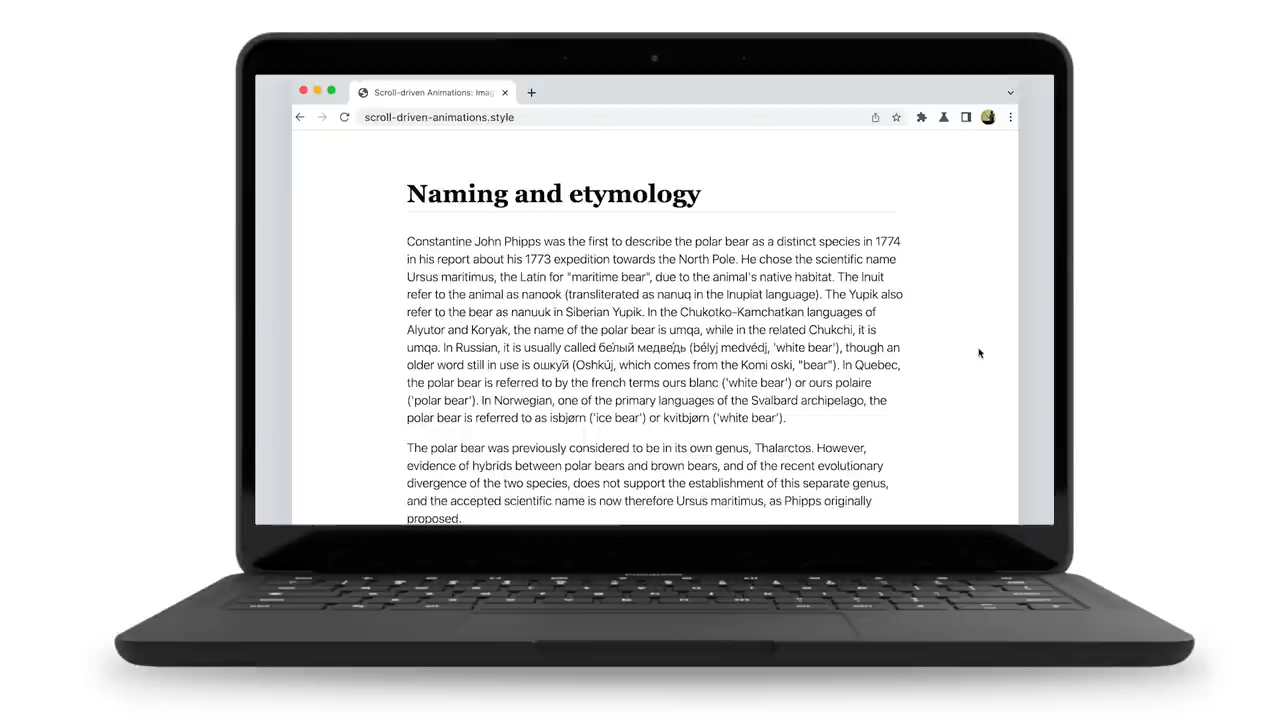 Scroll-driven Animations: Imag
scroll-driven-animations.style
Naming and etymology
Constantine John Phipps was the first to describe the polar bear as a distinct species in 1774
in his report about his 1773 expedition towards the North Pole. He chose the scientific name
Ursus maritimus, the Latin for "maritime bear", due to the animal's native habitat. The Inuit
refer to the animal as nanook (transliterated as nanuq in the Inupiat language). The Yupik also
refer to the bear as nanuuk in Siberian Yupik. In the Chukotko-Kamchatkan languages of
Alyutor and Koryak, the name of the polar bear is umqa, while in the related Chukchi, it is
umqa. In Russian, it is usually called бе́лый медве́дь (bélyj medvédj, 'white bear'), though an
older word still in use is ошку́й (Oshkúj, which comes from the Komi oski, "bear"). In Quebec,
the polar bear is referred to by the french terms ours blanc ('white bear') or ours polaire
('polar bear'). In Norwegian, one of the primary languages of the Svalbard archipelago, the
polar bear is referred to as isbjørn ('ice bear') or kvitbjørn ('white bear').
The polar bear was previously considered to be in its own genus, Thalarctos. However,
evidence of hybrids between polar bears and brown bears, and of the recent evolutionary
divergence of the two species, does not support the establishment of this separate genus,
and the accepted scientific name is now therefore Ursus maritimus, as Phipps originally
proposed.